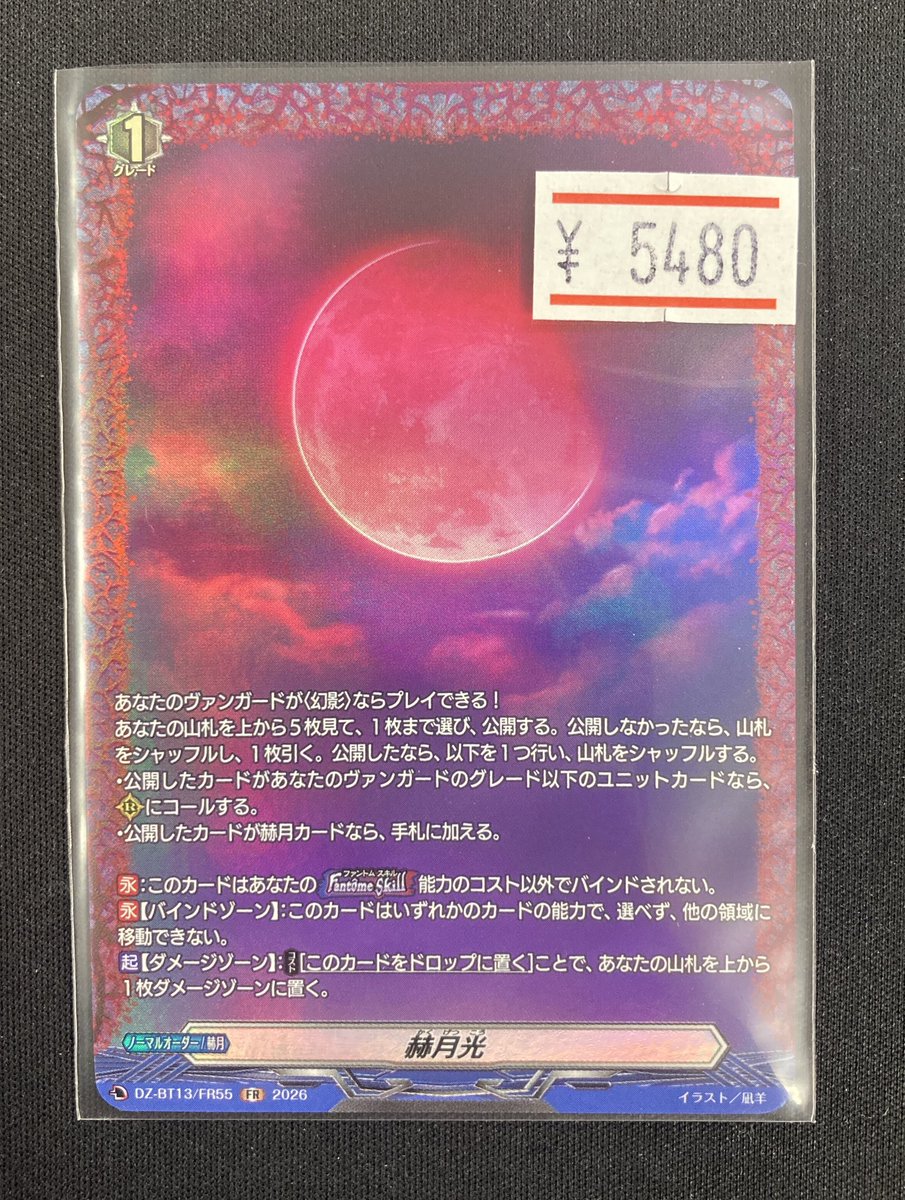 1
グレード
¥ 5480
あなたのヴァンガードが〈幻影〉ならプレイできる！
あなたの山札を上から5枚見て、1枚まで選び、公開する。公開しなかったなら、山札
をシャッフルし、1枚引く。公開したなら、以下を1つ行い、山札をシャッフルする。
・公開したカードがあなたのヴァンガードのグレード以下のユニットカードなら、
Rにコールする。
・公開したカードが赫月カードなら、手札に加える。
ファントム・スキル
永:このカードはあなたの Fantôme Skill 能力のコスト以外でバインドされない。
永【バインドゾーン】:このカードはいずれかのカードの能力で、選べず、他の領域に
移動できない。
起【ダメージゾーン】:コスト[このカードをドロップに置く]ことで、あなたの山札を上から
1枚ダメージゾーンに置く。
ノーマルオーダー/赫月
かくげっこう
赫月光
DZ-BT13/FR55 FR 2026
イラスト／凪羊